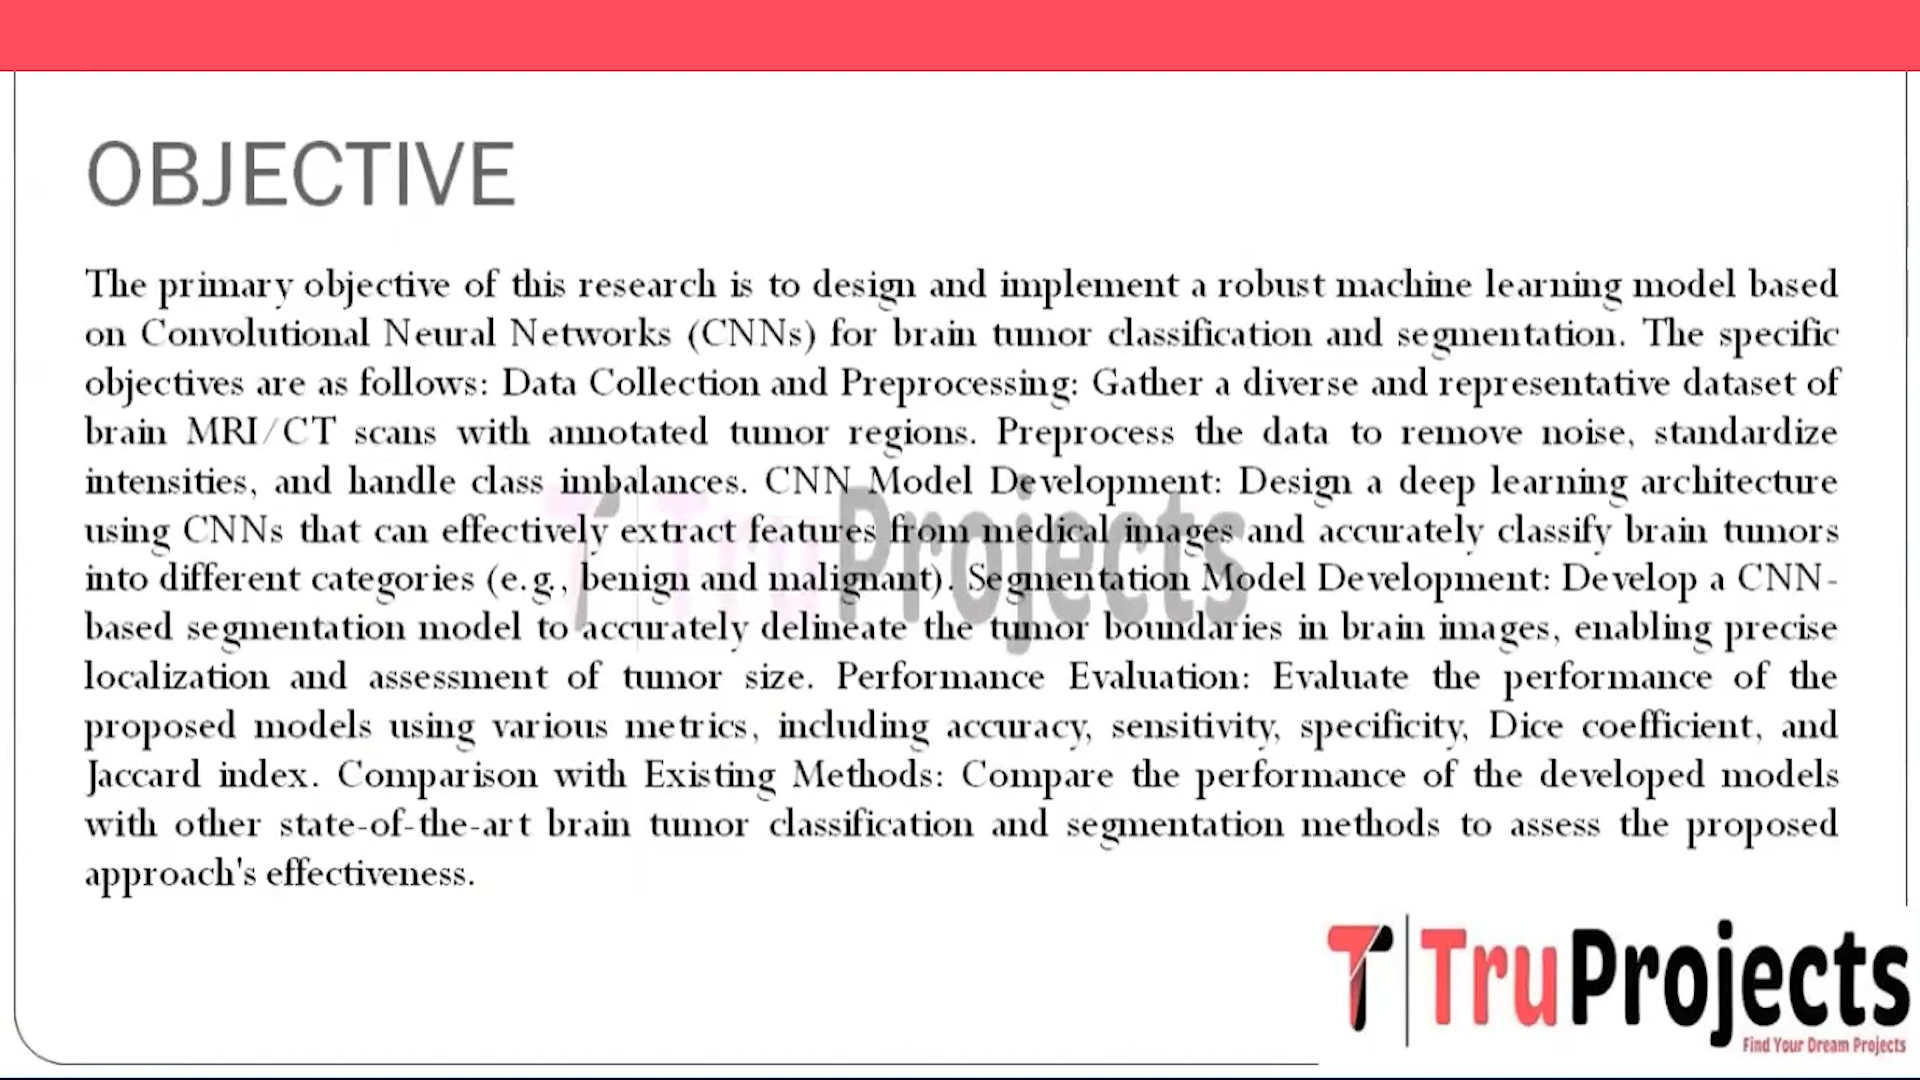 OBJECTIVE
The primary objective of this research is to design and implement a robust machine learning model based
on Convolutional Neural Networks (CNNs) for brain tumor classification and segmentation. The specific
objectives are as follows: Data Collection and Preprocessing: Gather a diverse and representative dataset of
brain MRI/CT scans with annotated tumor regions. Preprocess the data to remove noise, standardize
intensities, and handle class imbalances. CNN Model Development: Design a deep learning architecture
using CNNs that can effectively extract features from medical images and accurately classify brain tumors
into different categories (e.g., benign and malignant). Segmentation Model Development: Develop a CNN-
based segmentation model to accurately delineate the tumor boundaries in brain images, enabling precise
localization and assessment of tumor size. Performance Evaluation: Evaluate the performance of the
proposed models using various metrics, including accuracy, sensitivity, specificity, Dice coefficient, and
Jaccard index. Comparison with Existing Methods: Compare the performance of the developed models
with other state-of-the-art brain tumor classification and segmentation methods to assess the proposed
approach's effectiveness.
TruProjects
TruProjects
Find Your Dream Projects